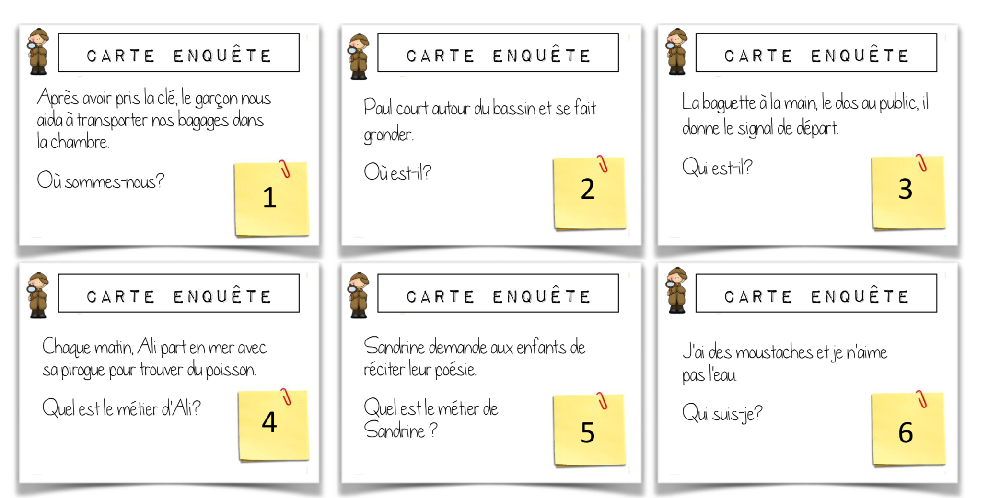 CARTE ENQUÊTE
Après avoir pris la clé, le garçon nous
aida à transporter nos bagages dans
la chambre.
Où sommes-nous?
1
CARTE ENQUÊTE
Paul court autour du bassin et se fait
gronder.
Où est-il?
2
CARTE ENQUÊTE
La baguette à la main, le dos au public, il
donne le signal de départ.
Qui est-il?
3
CARTE ENQUÊTE
Chaque matin, Ali part en mer avec
sa pirogue pour trouver du poisson.
Quel est le métier d'Ali?
4
CARTE ENQUÊTE
Sandrine demande aux enfants de
réciter leur poésie.
Quel est le métier de
Sandrine ?
5
CARTE ENQUÊTE
J'ai des moustaches et je n'aime
pas l'eau.
Qui suis-je?
6